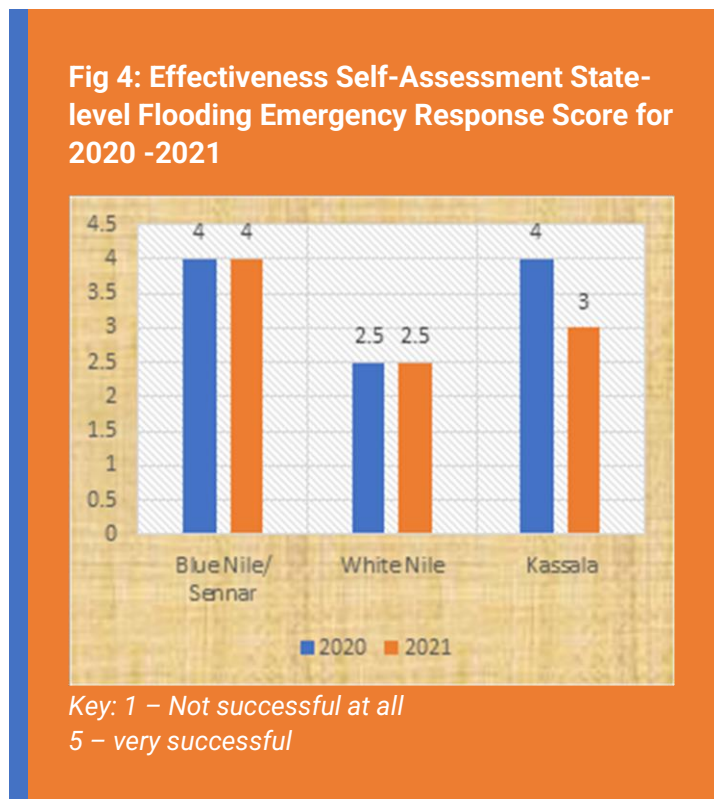 Fig 4: Effectiveness Self-Assessment State-
level Flooding Emergency Response Score for
2020 -2021
4.5
4
3.5
3
2.5
2
1.5
1
0.5
0
4 4
2.5 2.5
4
3
Blue Nile/
Sennar
White Nile
Kassala
2020 2021
Key: 1 – Not successful at all
5 – very successful